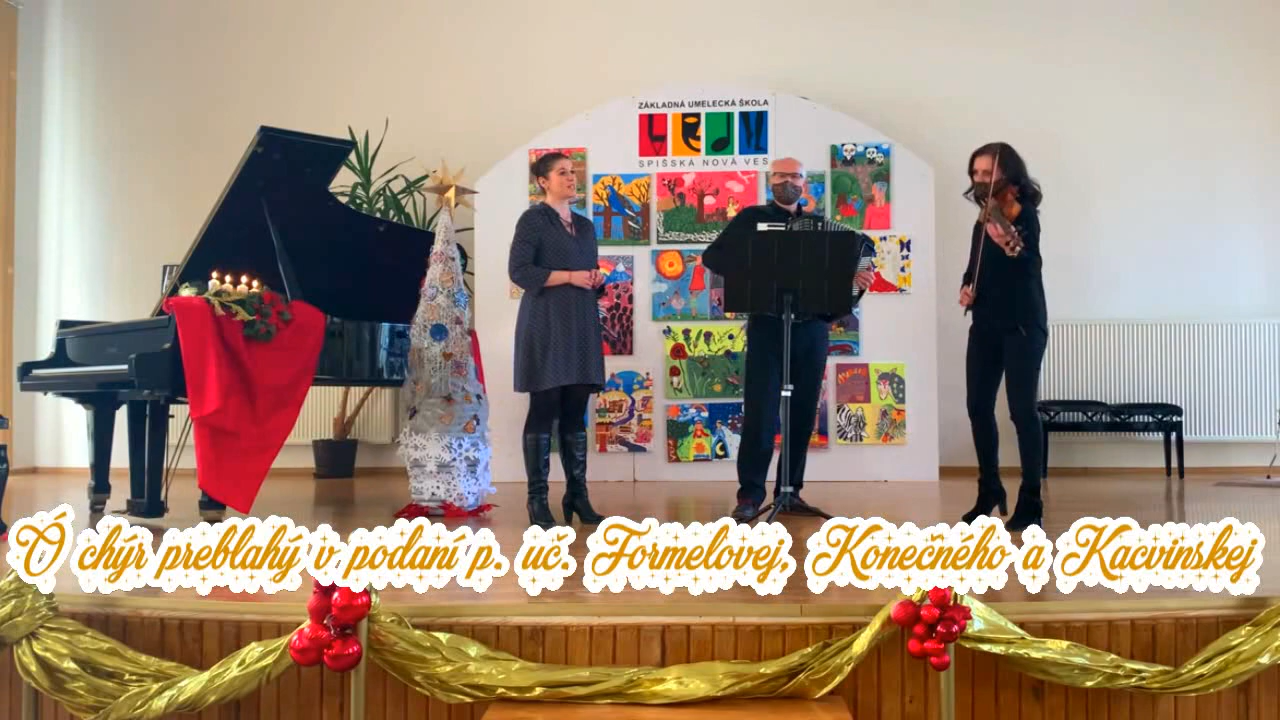 ZÁKLADNÁ UMELECKÁ ŠKOLA
SPIŠSKÁ NOVÁ VES
Ó chýr preblahý v podaní p. uč. Formelovej, Konečného a Kacvinskej